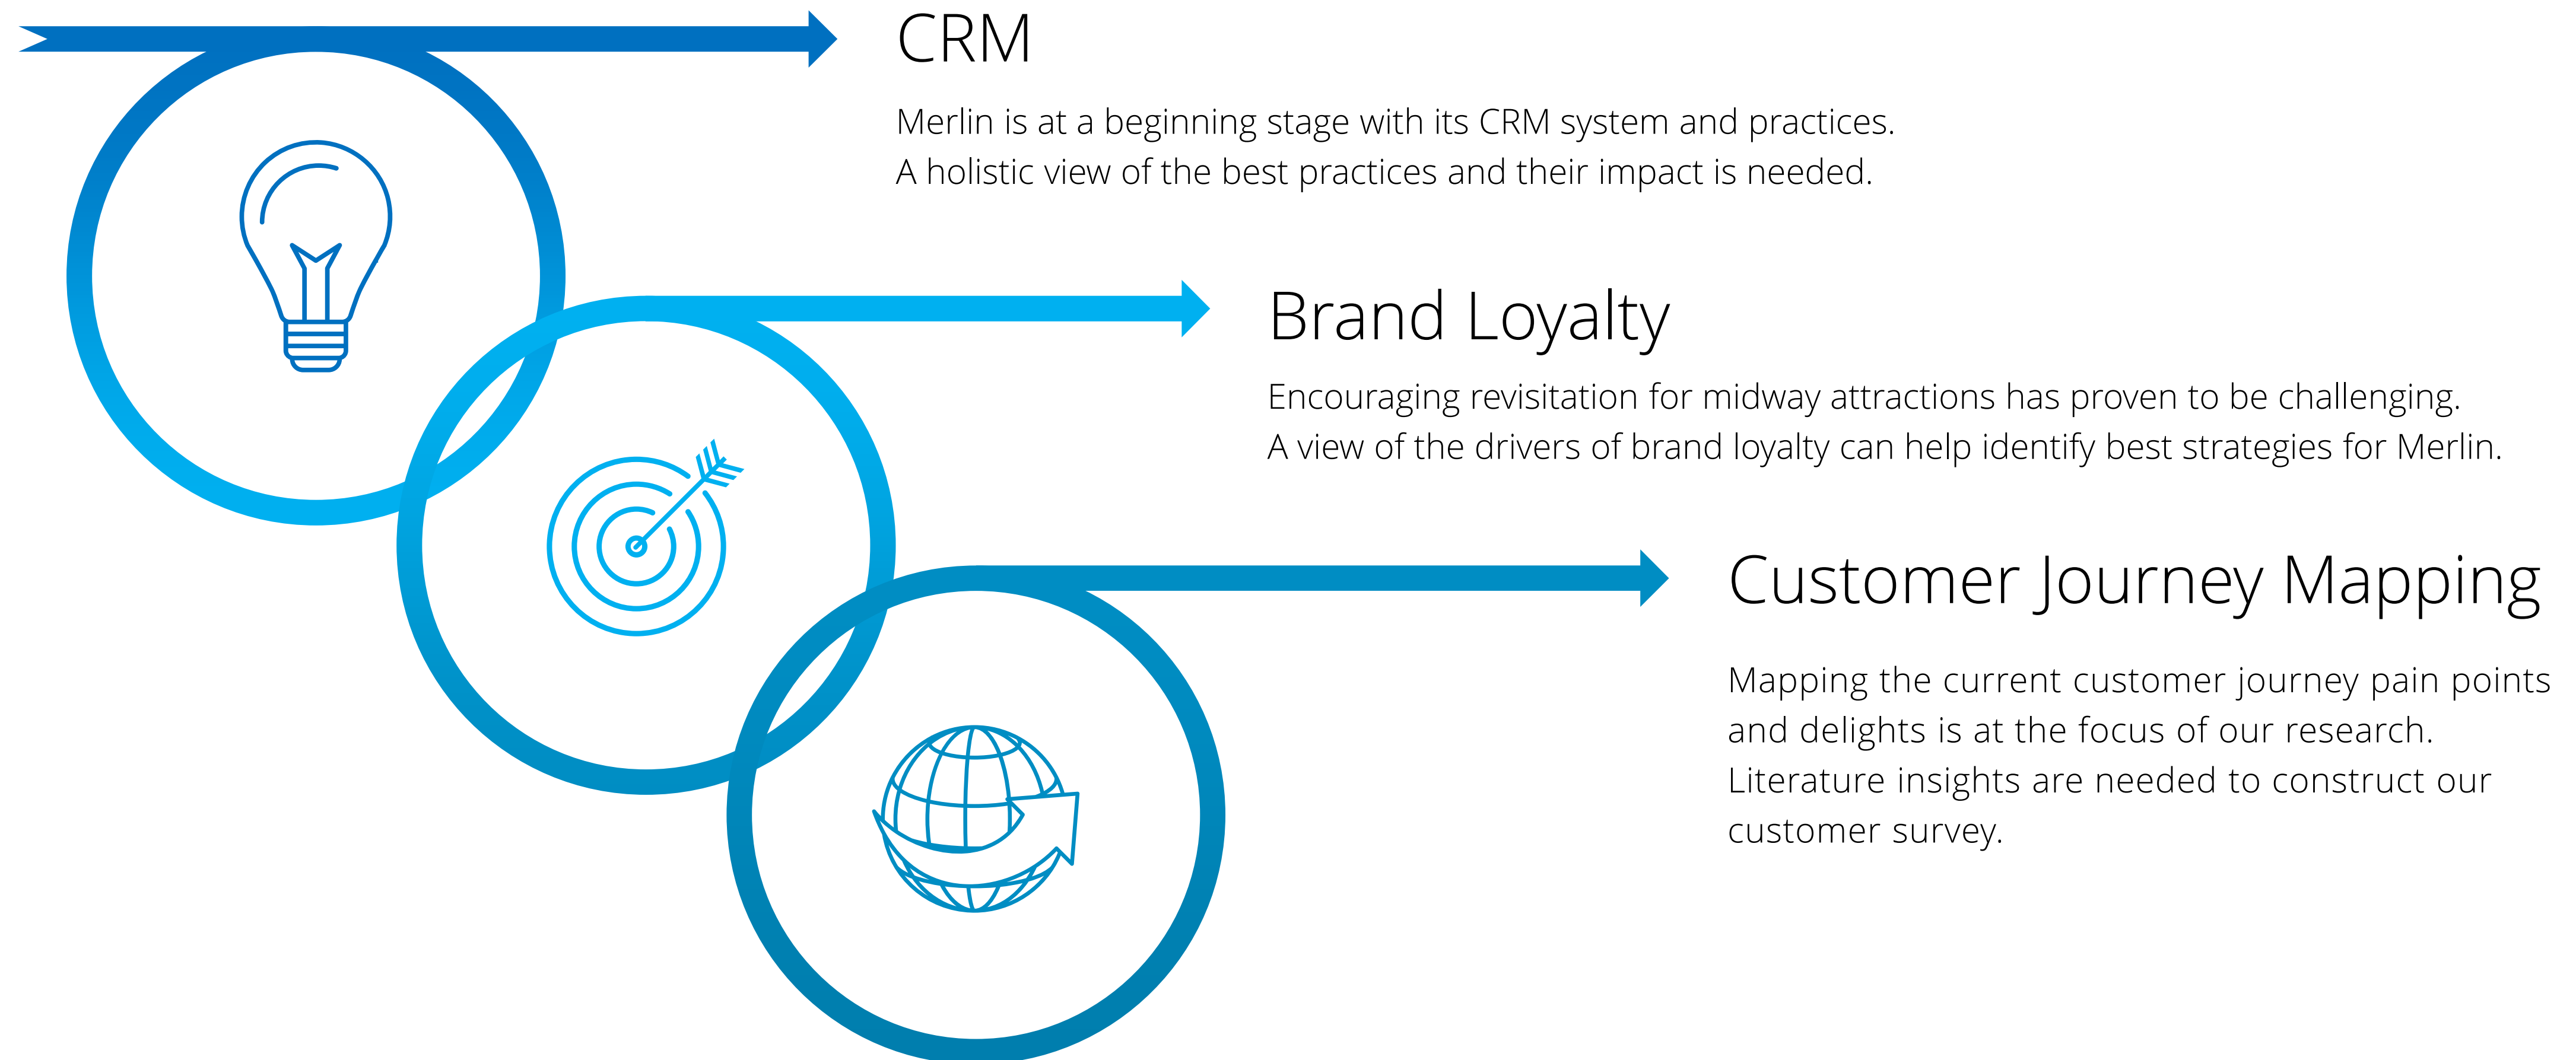 CRM
Merlin is at a beginning stage with its CRM system and practices.
A holistic view of the best practices and their impact is needed.
Brand Loyalty
Encouraging revisitation for midway attractions has proven to be challenging.
A view of the drivers of brand loyalty can help identify best strategies for Merlin.
Customer Journey Mapping
Mapping the current customer journey pain points
and delights is at the focus of our research.
Literature insights are needed to construct our
customer survey.